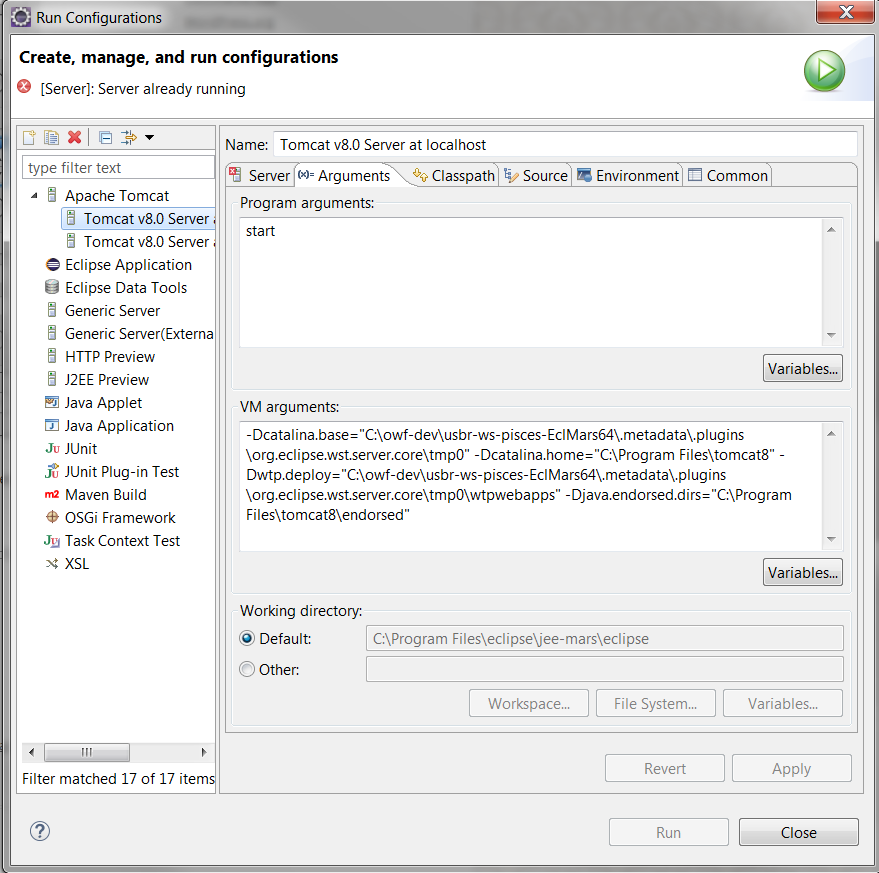 Run Configurations
Create, manage, and run configurations
[Server]: Server already running
type filter text
Apache Tomcat
Tomcat v8.0 Server
Tomcat v8.0 Server
Eclipse Application
Eclipse Data Tools
Generic Server
Generic Server(Externa
HTTP Preview
J2EE Preview
Java Applet
Java Application
Ju JUnit
JUnit Plug-in Test
m2 Maven Build
OSGi Framework
Ju Task Context Test
XSL
Filter matched 17 of 17 items
Name: Tomcat v8.0 Server at localhost
Server (x)= Arguments Classpath Source Environment Common
Program arguments:
start
Variables...
VM arguments:
-Dcatalina.base="C:\owf-dev\usbr-ws-pisces-EclMars64\.metadata\.plugins
\org.eclipse.wst.server.core\tmp0" -Dcatalina.home="C:\Program Files\tomcat8" -
Dwtp.deploy="C:\owf-dev\usbr-ws-pisces-EclMars64\.metadata\.plugins
\org.eclipse.wst.server.core\tmp0\wtpwebapps" -Djava.endorsed.dirs="C:\Program
Files\tomcat8\endorsed"
Variables...
Working directory:
Default: C:\Program Files\eclipse\jee-mars\eclipse
Other:
Workspace... File System... Variables...
Revert Apply
? Run Close